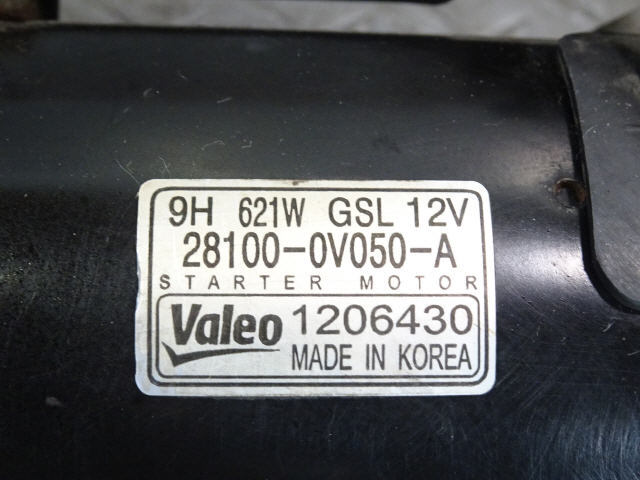 9H 621W GSL 12V
28100-0V050-A
STARTER MOTOR
Valeo 1206430
MADE IN KOREA